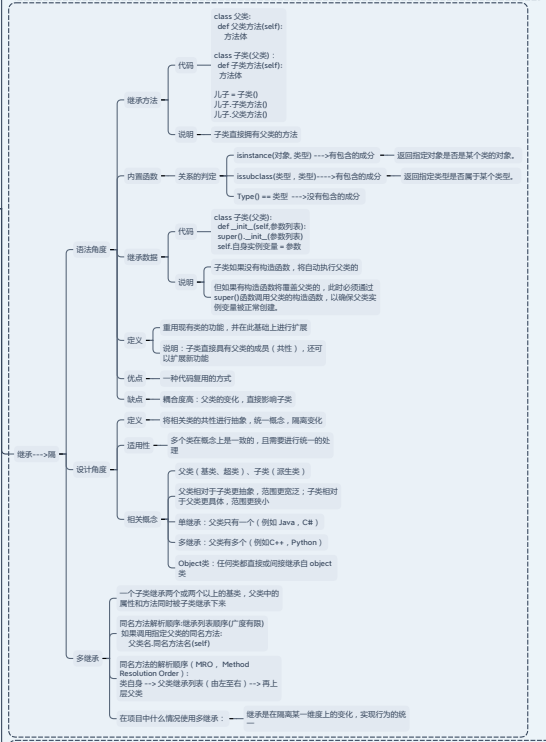 继承--->隔
语法角度
继承方法
代码
class 父类:
def 父类方法(self):
方法体
class 子类(父类)：
def 子类方法(self):
方法体
儿子 = 子类()
儿子.子类方法()
儿子.父类方法()
说明
子类直接拥有父类的方法
内置函数
关系的判定
isinstance(对象, 类型) --->有包含的成分
返回指定对象是否是某个类的对象。
issubclass(类型，类型)---->有包含的成分
返回指定类型是否属于某个类型。
Type() == 类型 --->没有包含的成分
继承数据
代码
class 子类(父类):
def __init__(self,参数列表):
super().__init__(参数列表)
self.自身实例变量 = 参数
说明
子类如果没有构造函数，将自动执行父类的
但如果有构造函数将覆盖父类的，此时必须通过
super()函数调用父类的构造函数，以确保父类实
例变量被正常创建。
定义
重用现有类的功能，并在此基础上进行扩展
说明：子类直接具有父类的成员（共性），还可
以扩展新功能
优点
一种代码复用的方式
缺点
耦合度高：父类的变化，直接影响子类
设计角度
定义
将相关类的共性进行抽象，统一概念，隔离变化
适用性
多个类在概念上是一致的，且需要进行统一的处
理
相关概念
父类（基类、超类）、子类（派生类）
父类相对于子类更抽象，范围更宽泛；子类相对
于父类更具体，范围更狭小
单继承：父类只有一个（例如 Java，C#）
多继承：父类有多个（例如C++，Python）
Object类：任何类都直接或间接继承自 object
类
多继承
一个子类继承两个或两个以上的基类，父类中的
属性和方法同时被子类继承下来
同名方法解析顺序:继承列表顺序(广度有限)
如果调用指定父类的同名方法:
父类名.同名方法名(self)
同名方法的解析顺序（MRO， Method
Resolution Order）:
类自身 --> 父类继承列表（由左至右）--> 再上
层父类
在项目中什么情况使用多继承：
继承是在隔离某一维度上的变化，实现行为的统
一